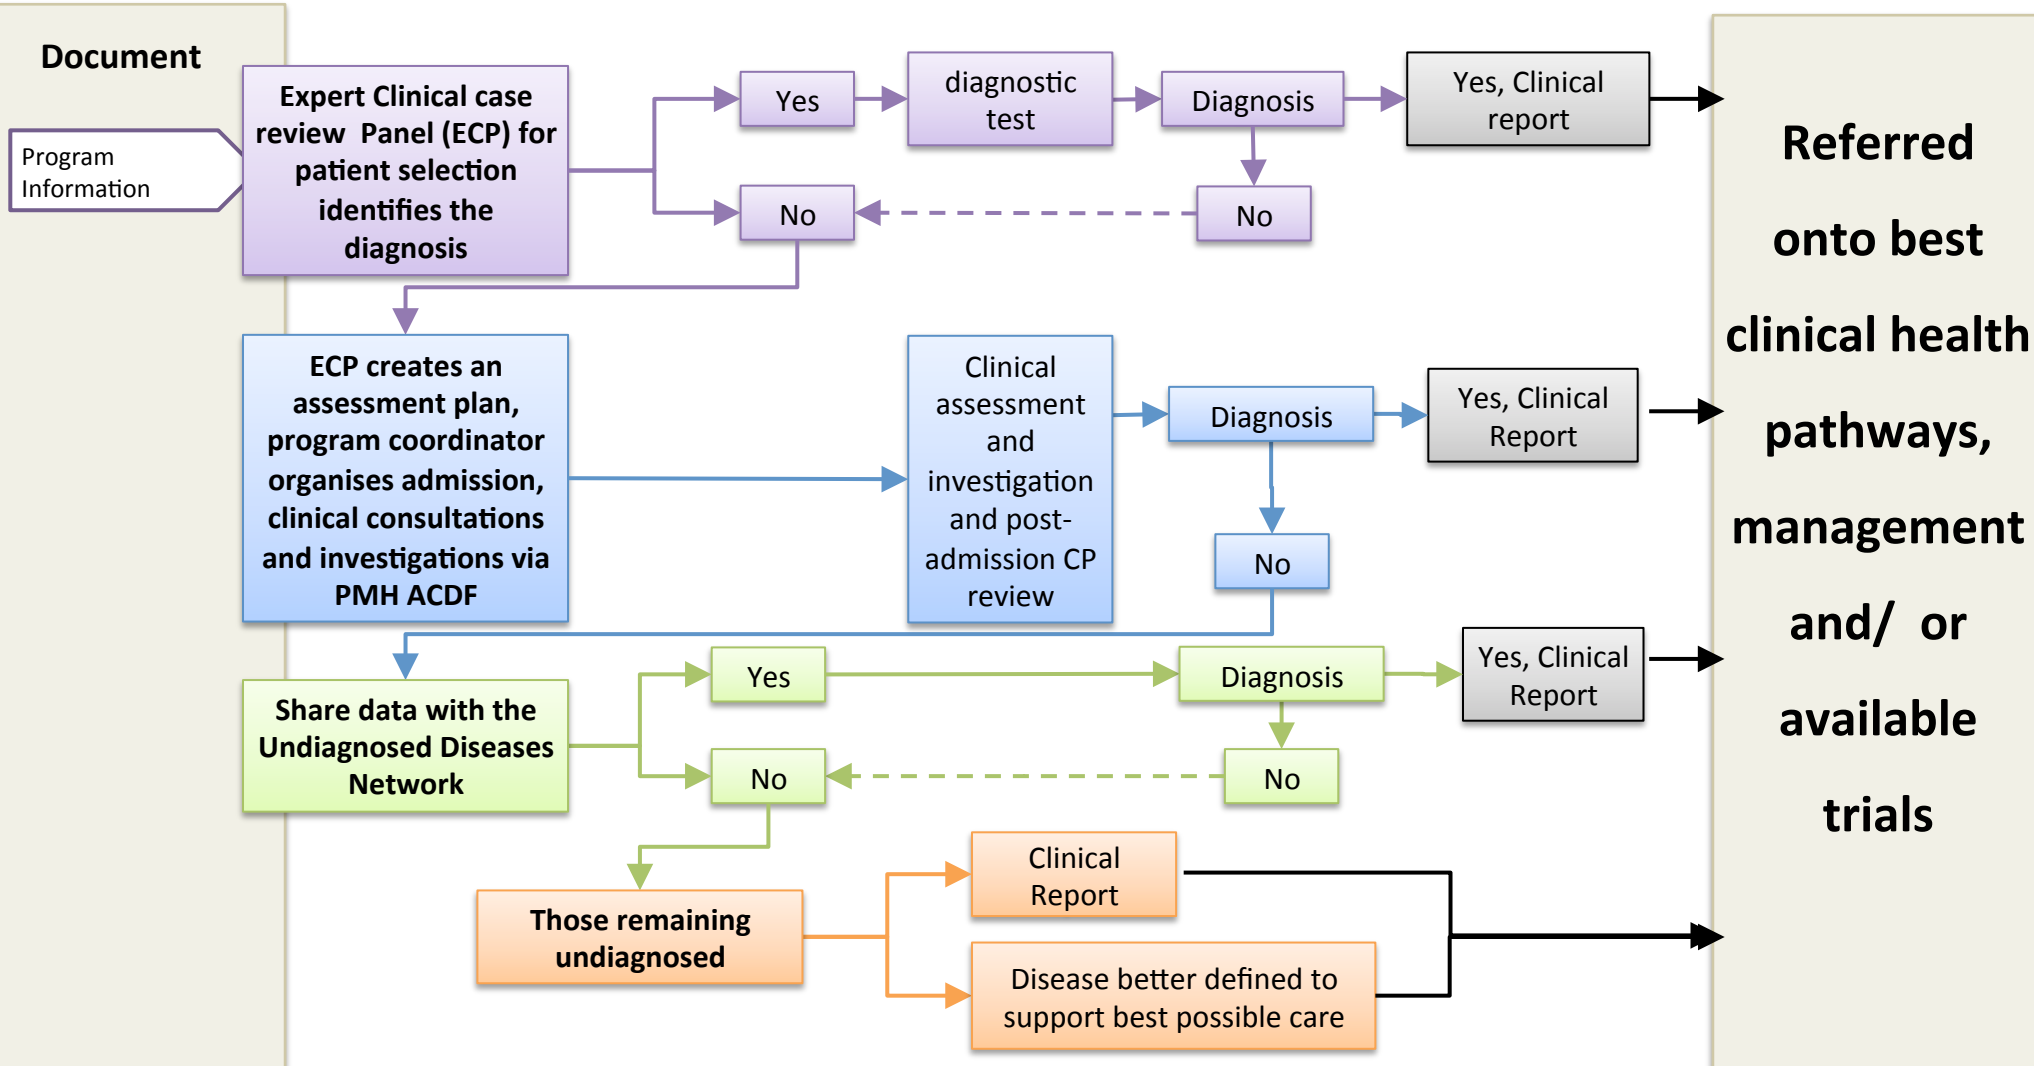 Document
Program
Information
Expert Clinical case
review  Panel (ECP) for
patient selection
identifies the
diagnosis
Yes
diagnostic
test
Diagnosis
Yes, Clinical
report
No
No
ECP creates an
assessment plan,
program coordinator
organises admission,
clinical consultations
and investigations via
PMH ACDF
Clinical
assessment
and
investigation
and post-
admission CP
review
Diagnosis
Yes, Clinical
Report
No
Share data with the
Undiagnosed Diseases
Network
Yes
Diagnosis
Yes, Clinical
Report
No
No
Those remaining
undiagnosed
Clinical
Report
Disease better defined to
support best possible care
Referred
onto best
clinical health
pathways,
management
and/  or
available
trials